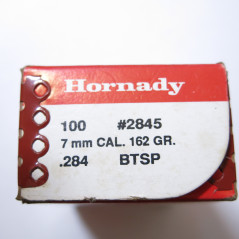 Hornady
100 #2845
7 mm CAL. 162 GR.
.284 BTSP